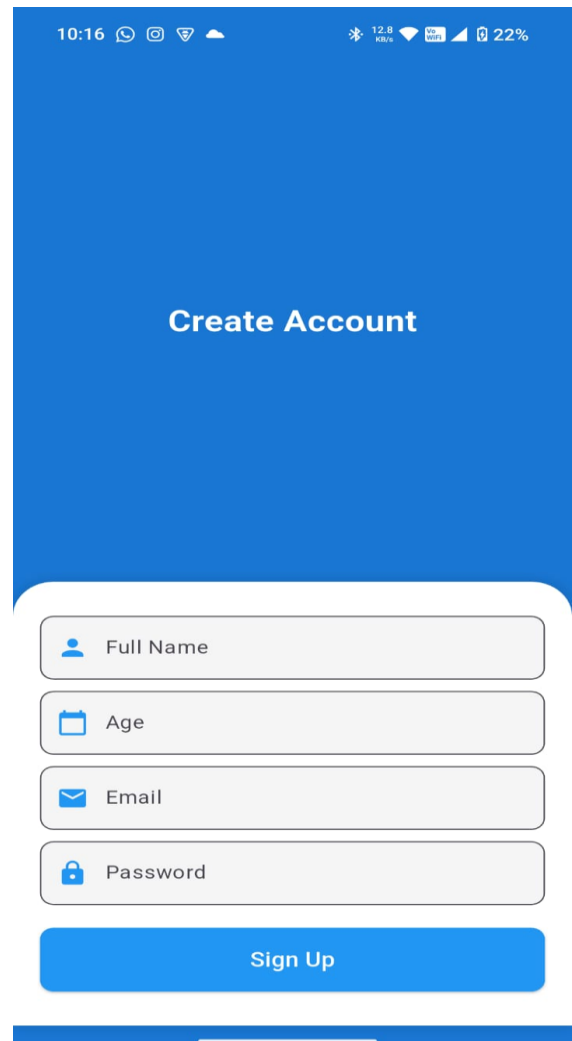 10:16 12.8 KB/s Vo WiFi 22%
Create Account
Full Name
Age
Email
Password
Sign Up